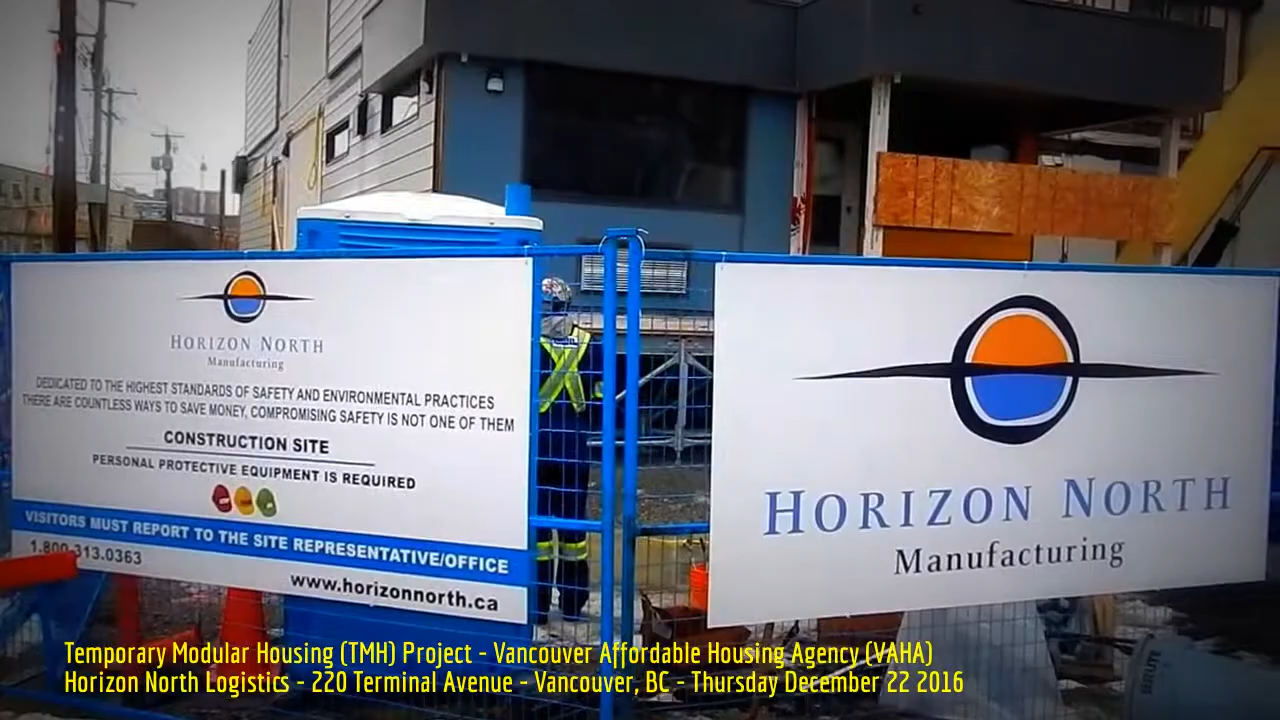 HORIZON NORTH
Manufacturing
DEDICATED TO THE HIGHEST STANDARDS OF SAFETY AND ENVIRONMENTAL PRACTICES
THERE ARE COUNTLESS WAYS TO SAVE MONEY, COMPROMISING SAFETY IS NOT ONE OF THEM
CONSTRUCTION SITE
PERSONAL PROTECTIVE EQUIPMENT IS REQUIRED
VISITORS MUST REPORT TO THE SITE REPRESENTATIVE/OFFICE
1.800.313.0363
www.horizonnorth.ca
HORIZON NORTH
Manufacturing
BRUTE
Temporary Modular Housing (TMH) Project - Vancouver Affordable Housing Agency (VAHA)
Horizon North Logistics - 220 Terminal Avenue - Vancouver, BC - Thursday December 22 2016